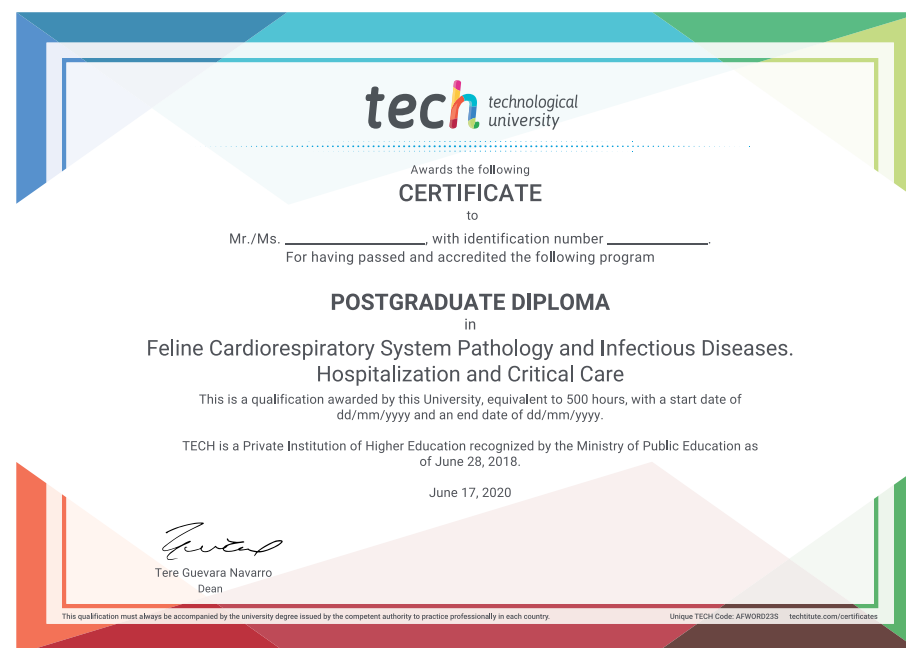 tech technological
university
Awards the following
CERTIFICATE
to
Mr./Ms. ____________, with identification number ____________.
For having passed and accredited the following program
POSTGRADUATE DIPLOMA
in
Feline Cardiorespiratory System Pathology and Infectious Diseases.
Hospitalization and Critical Care
This is a qualification awarded by this University, equivalent to 500 hours, with a start date of
dd/mm/yyyy and an end date of dd/mm/yyyy.
TECH is a Private Institution of Higher Education recognized by the Ministry of Public Education as
of June 28, 2018.
June 17, 2020
Tere Guevara Navarro
Dean
This qualification must always be accompanied by the university degree issued by the competent authority to practice professionally in each country.
Unique TECH Code: AFWORD23S techtitute.com/certificates